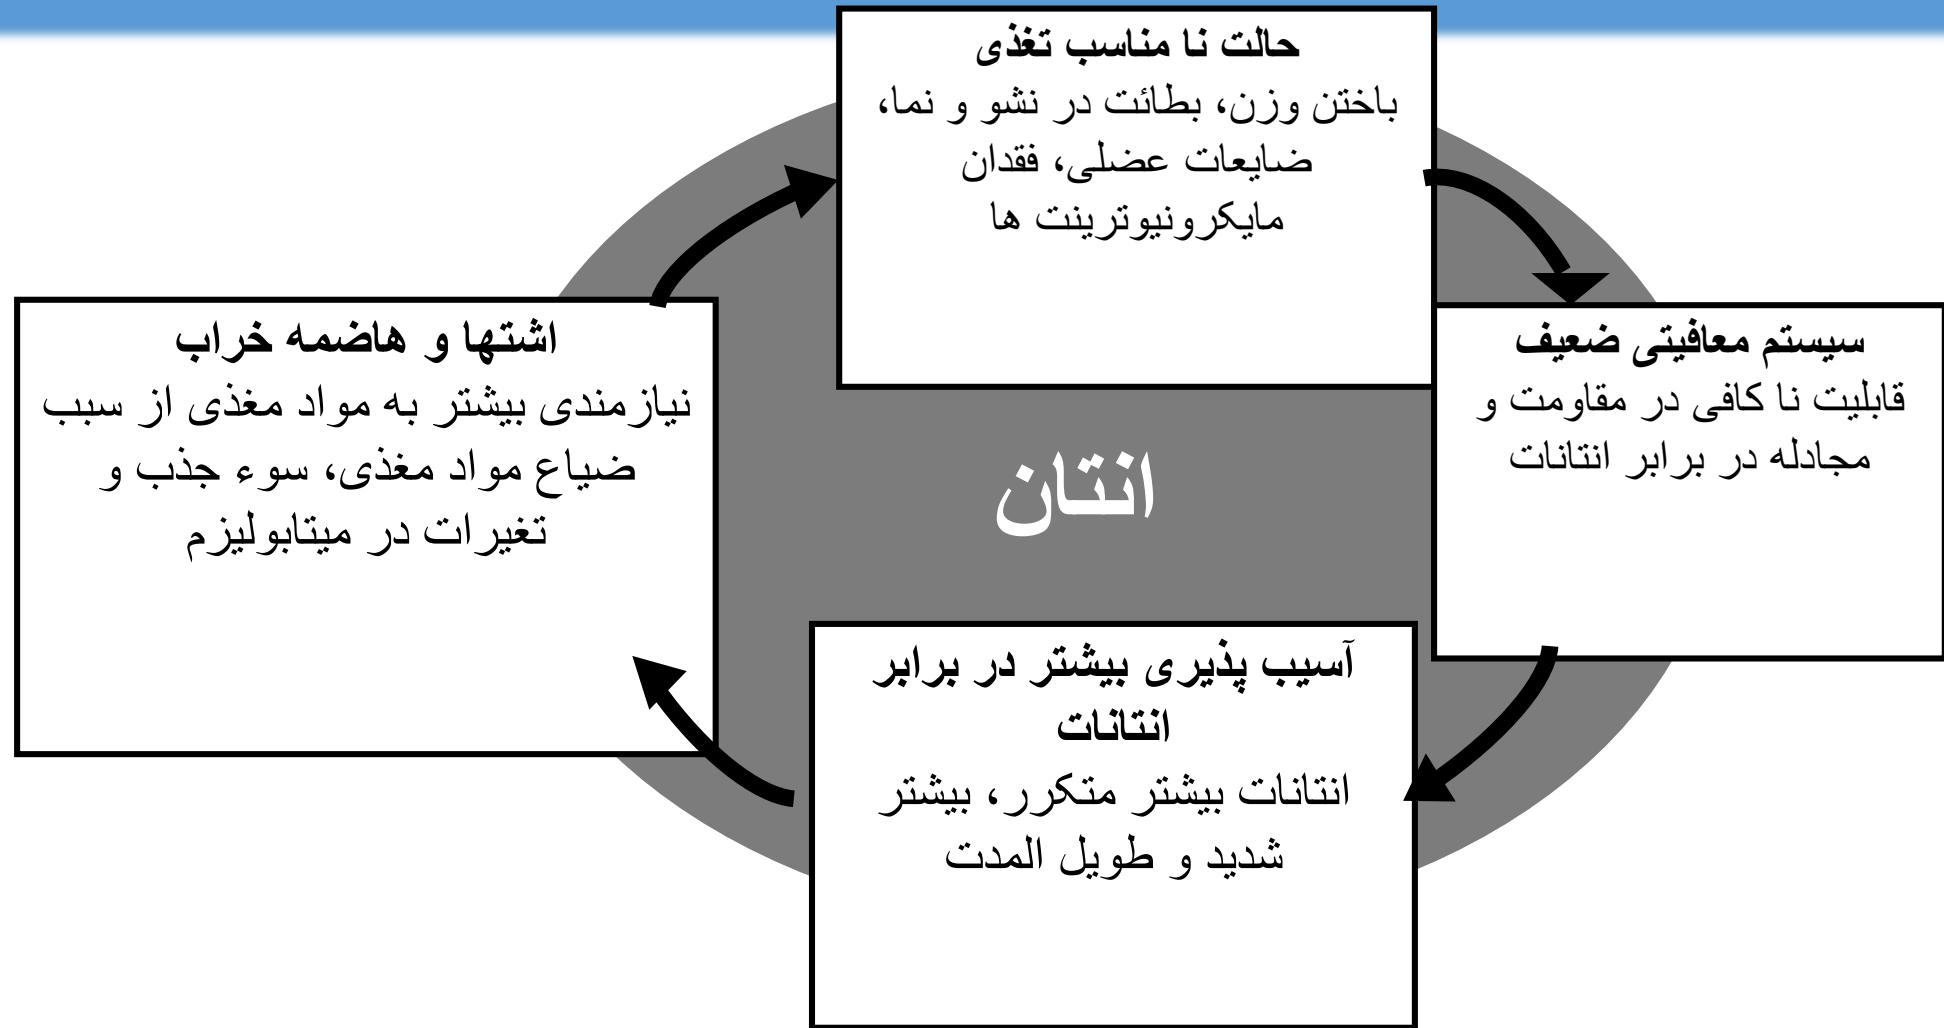 حالت نا مناسب تغذی
باختن وزن، بطائت در نشو و نما،
ضایعات عضلی، فقدان
مایکرونیوترینت ها
سیستم معافیتی ضعیف
قابلیت نا کافی در مقاومت و
مجادله در برابر انتانات
آسیب پذیری بیشتر در برابر
انتانات
انتانات بیشتر متکرر، بیشتر
شدید و طویل المدت
اشتها و هاضمه خراب
نیازمندی بیشتر به مواد مغذی از سبب
ضیاع مواد مغذی، سوء جذب و
تغیرات در میتابولیزم
انتان